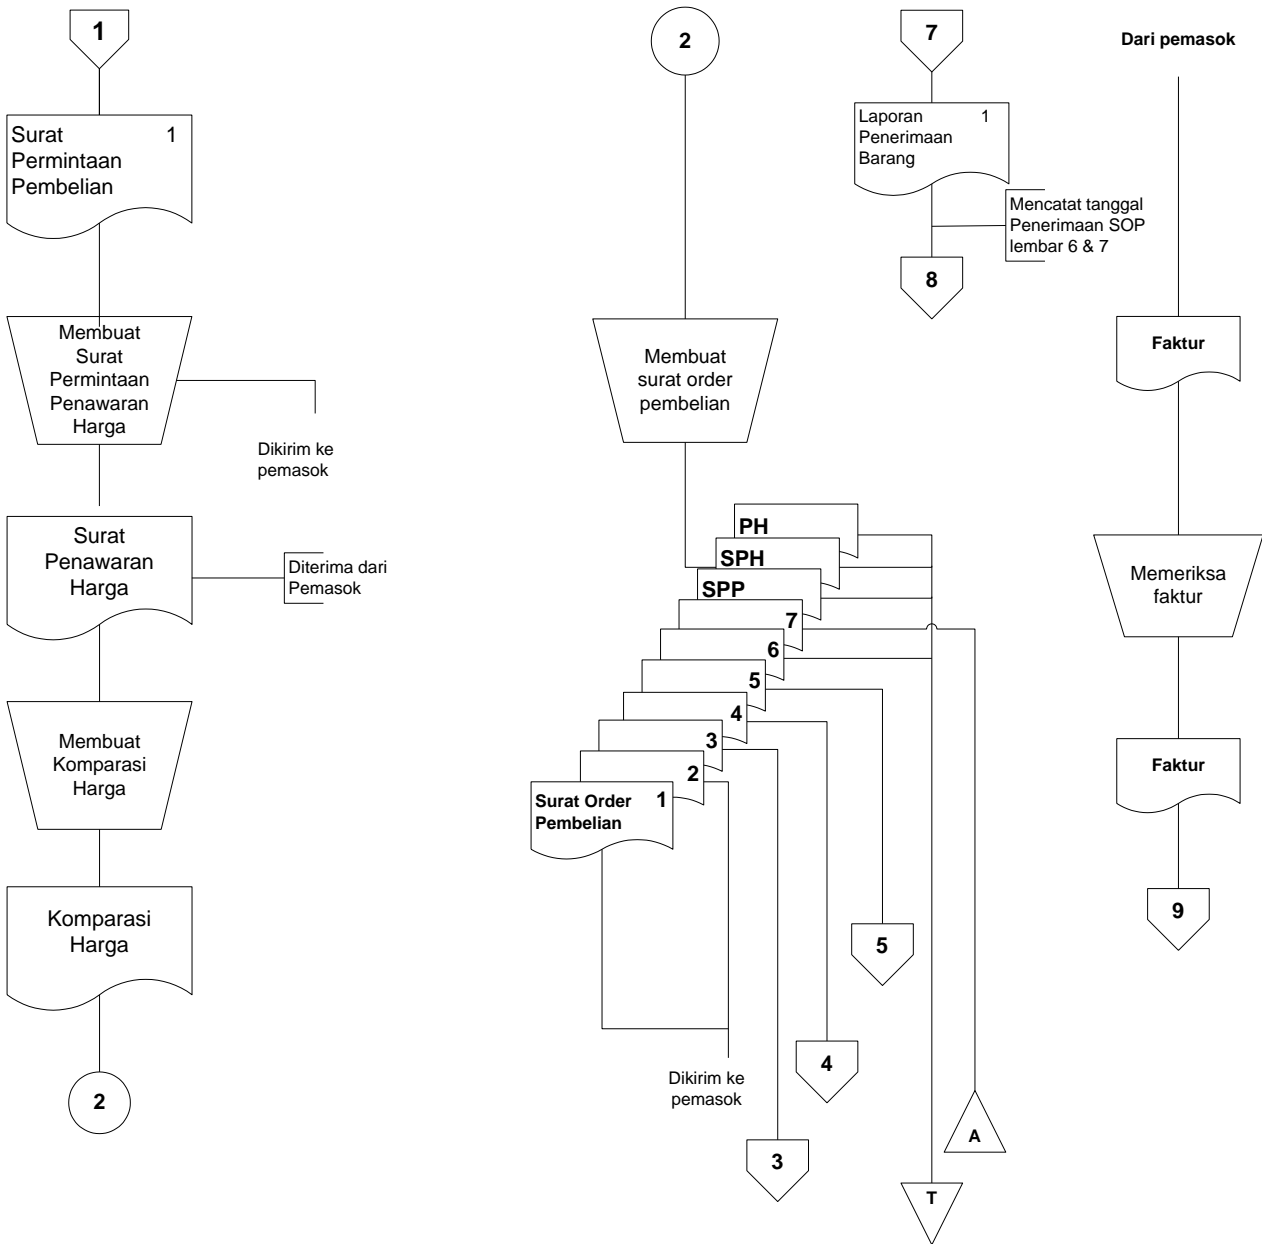 1
Surat 1
Permintaan
Pembelian
Membuat
Surat
Permintaan
Penawaran
Harga
Dikirim ke
pemasok
Surat
Penawaran
Harga
Diterima dari
Pemasok
Membuat
Komparasi
Harga
Komparasi
Harga
2
2
Membuat
surat order
pembelian
PH
SPH
SPP
7
6
5
4
3
2
Surat Order 1
Pembelian
Dikirim ke
pemasok
3
4
5
A
T
7
Laporan 1
Penerimaan
Barang
Mencatat tanggal
Penerimaan SOP
lembar 6 & 7
8
Dari pemasok
Faktur
Memeriksa
faktur
Faktur
9